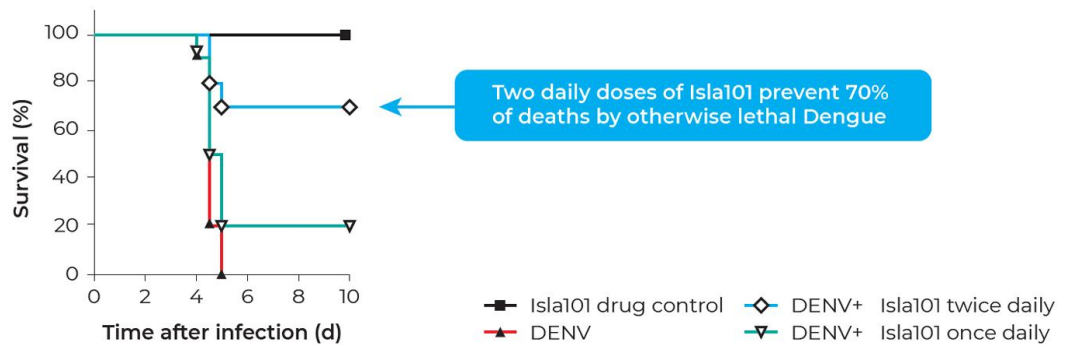 100
80
60
40
20
0
Survival (%)
0 2 4 6 8 10
Time after infection (d)
Two daily doses of Isla101 prevent 70%
of deaths by otherwise lethal Dengue
Isla101 drug control
DENV
DENV+ Isla101 twice daily
DENV+ Isla101 once daily